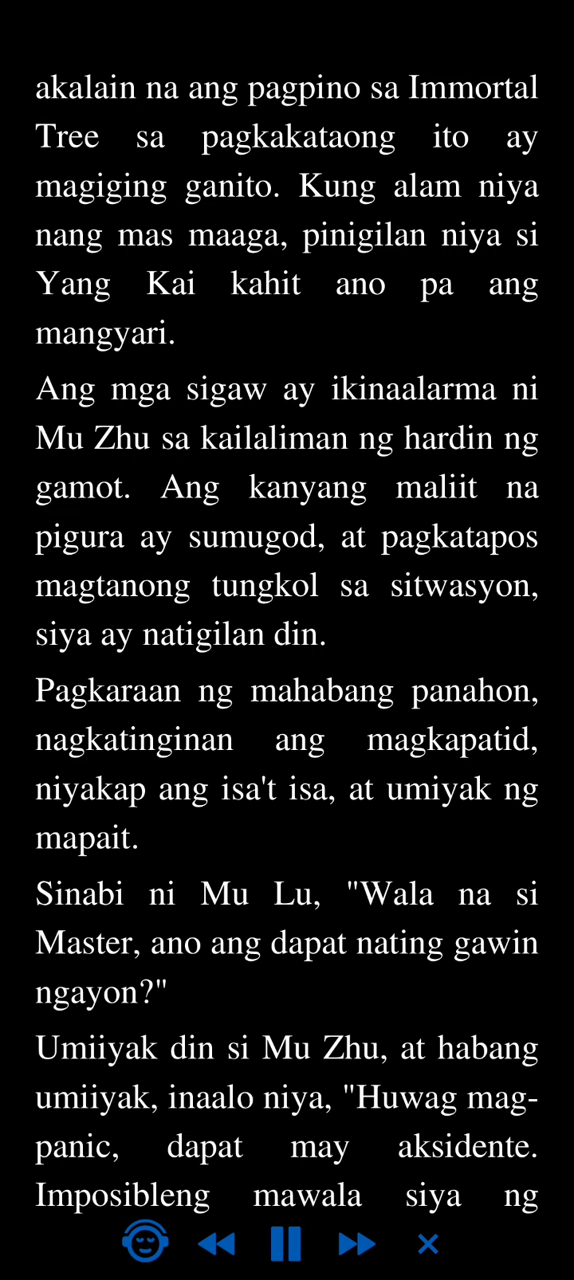 akalain na ang pagpino sa Immortal
Tree sa pagkakataong ito ay
magiging ganito. Kung alam niya
nang mas maaga, pinigilan niya si
Yang Kai kahit ano pa ang
mangyari.
Ang mga sigaw ay ikinaalarma ni
Mu Zhu sa kailaliman ng hardin ng
gamot. Ang kanyang maliit na
pigura ay sumugod, at pagkatapos
magtanong tungkol sa sitwasyon,
siya ay natigilan din.
Pagkaraan ng mahabang panahon,
nagkatinginan ang magkapatid,
niyakap ang isa't isa, at umiyak ng
mapait.
Sinabi ni Mu Lu, "Wala na si
Master, ano ang dapat nating gawin
ngayon?"
Umiiyak din si Mu Zhu, at habang
umiiyak, inaalo niya, "Huwag mag-
panic, dapat may aksidente.
Imposibleng mawala siya ng